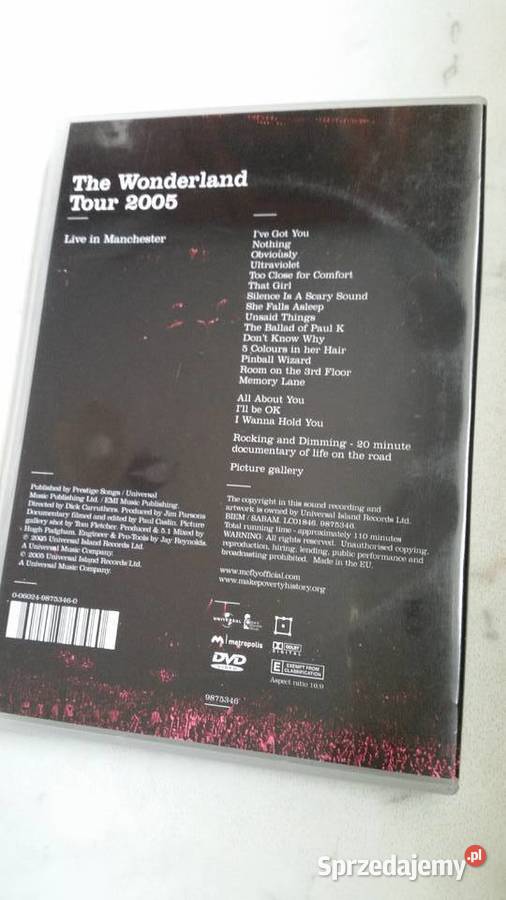 The Wonderland
Tour 2005
Live in Manchester
I've Got You
Nothing
Obviously
Ultraviolet
Too Close for Comfort
That Girl
Silence Is A Scary Sound
She Falls Asleep
Unsaid Things
The Ballad of Paul K
Don't Know Why
5 Colours in her Hair
Pinball Wizard
Room on the 3rd Floor
Memory Lane
All About You
I'll be OK
I Wanna Hold You
Rocking and Dimming - 20 minute
documentary of life on the road
Picture gallery
Published by Prestige Songs / Universal
Music Publishing Ltd. / EMI Music Publishing.
Directed by Dick Carruthers. Produced by Jim Parsons
Documentary filmed and edited by Paul Caslin. Picture
gallery shot by Tom Fletcher. Produced & 5.1 Mixed by
Hugh Padgham. Engineer & Pro-Tools by Jay Reynolds.
℗ 2005 Universal Island Records Ltd.
A Universal Music Company.
© 2005 Universal Island Records Ltd.
A Universal Music Company.
The copyright in this sound recording and
artwork is owned by Universal Island Records Ltd.
BIEM / SABAM. LC01846. 9875346.
Total running time - approximately 110 minutes
WARNING: All rights reserved. Unauthorised copying,
reproduction, hiring, lending, public performance and
broadcasting prohibited. Made in the EU.
www.mcflyofficial.com
www.makepovertyhistory.org
0-06024-9875346-0
UNIVERSAL
metropolis
DOLBY
DIGITAL
DVD
VIDEO
E EXEMPT FROM
CLASSIFICATION
Aspect ratio 16:9
9875346
Sprzedajemy.pl